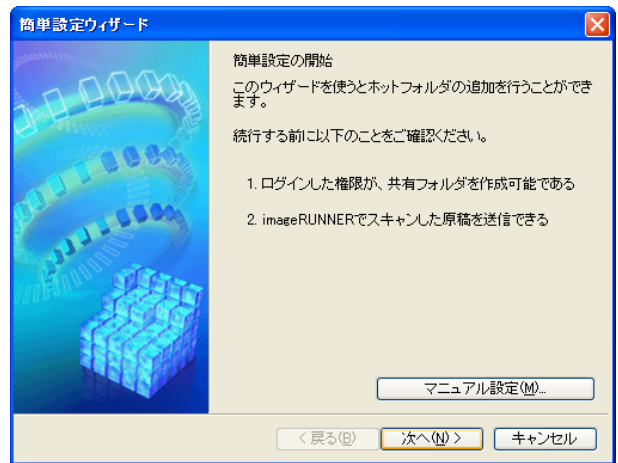 簡単設定ウィザード
簡単設定の開始
このウィザードを使うとホットフォルダの追加を行うことができ
ます。
続行する前に以下のことをご確認ください。
1. ログインした権限が、共有フォルダを作成可能である
2. imageRUNNERでスキャンした原稿を送信できる
マニュアル設定(M)...
< 戻る(B)
次へ(N) >
キャンセル